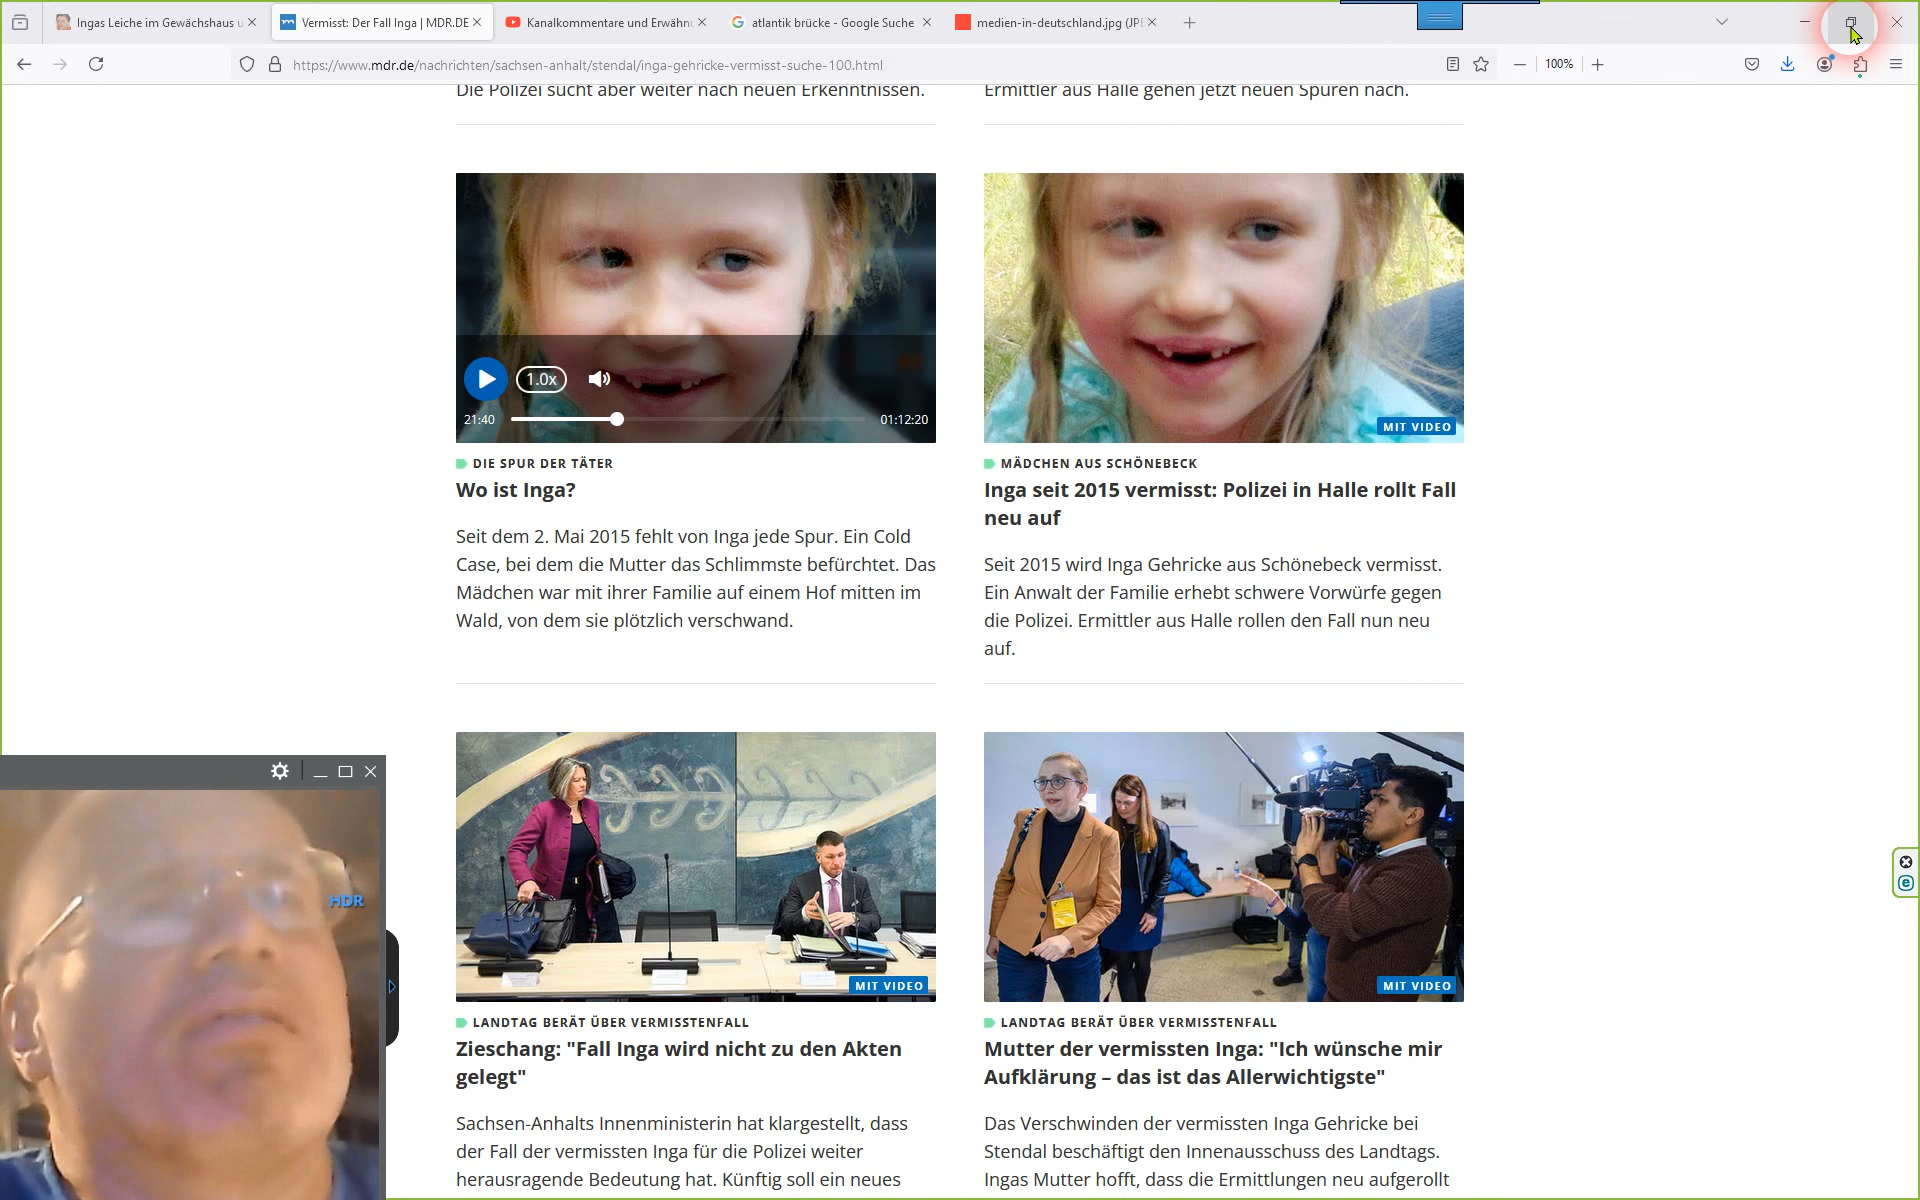 Ingas Leiche im Gewächshaus u
Vermisst: Der Fall Inga | MDR.DE
Kanalkommentare und Erwähnu
atlantik brücke - Google Suche
medien-in-deutschland.jpg (JPE
https://www.mdr.de/nachrichten/sachsen-anhalt/stendal/inga-gehricke-vermisst-suche-100.html
100%
Die Polizei sucht aber weiter nach neuen Erkenntnissen.
Ermittler aus Halle gehen jetzt neuen Spuren nach.
1.0x
21:40
01:12:20
DIE SPUR DER TÄTER
Wo ist Inga?
Seit dem 2. Mai 2015 fehlt von Inga jede Spur. Ein Cold
Case, bei dem die Mutter das Schlimmste befürchtet. Das
Mädchen war mit ihrer Familie auf einem Hof mitten im
Wald, von dem sie plötzlich verschwand.
MIT VIDEO
MÄDCHEN AUS SCHÖNEBECK
Inga seit 2015 vermisst: Polizei in Halle rollt Fall
neu auf
Seit 2015 wird Inga Gehricke aus Schönebeck vermisst.
Ein Anwalt der Familie erhebt schwere Vorwürfe gegen
die Polizei. Ermittler aus Halle rollen den Fall nun neu
auf.
MIT VIDEO
LANDTAG BERÄT ÜBER VERMISSTENFALL
Zieschang: "Fall Inga wird nicht zu den Akten
gelegt"
Sachsen-Anhalts Innenministerin hat klargestellt, dass
der Fall der vermissten Inga für die Polizei weiter
herausragende Bedeutung hat. Künftig soll ein neues
MIT VIDEO
LANDTAG BERÄT ÜBER VERMISSTENFALL
Mutter der vermissten Inga: "Ich wünsche mir
Aufklärung – das ist das Allerwichtigste"
Das Verschwinden der vermissten Inga Gehricke bei
Stendal beschäftigt den Innenausschuss des Landtags.
Ingas Mutter hofft, dass die Ermittlungen neu aufgerollt
HDR